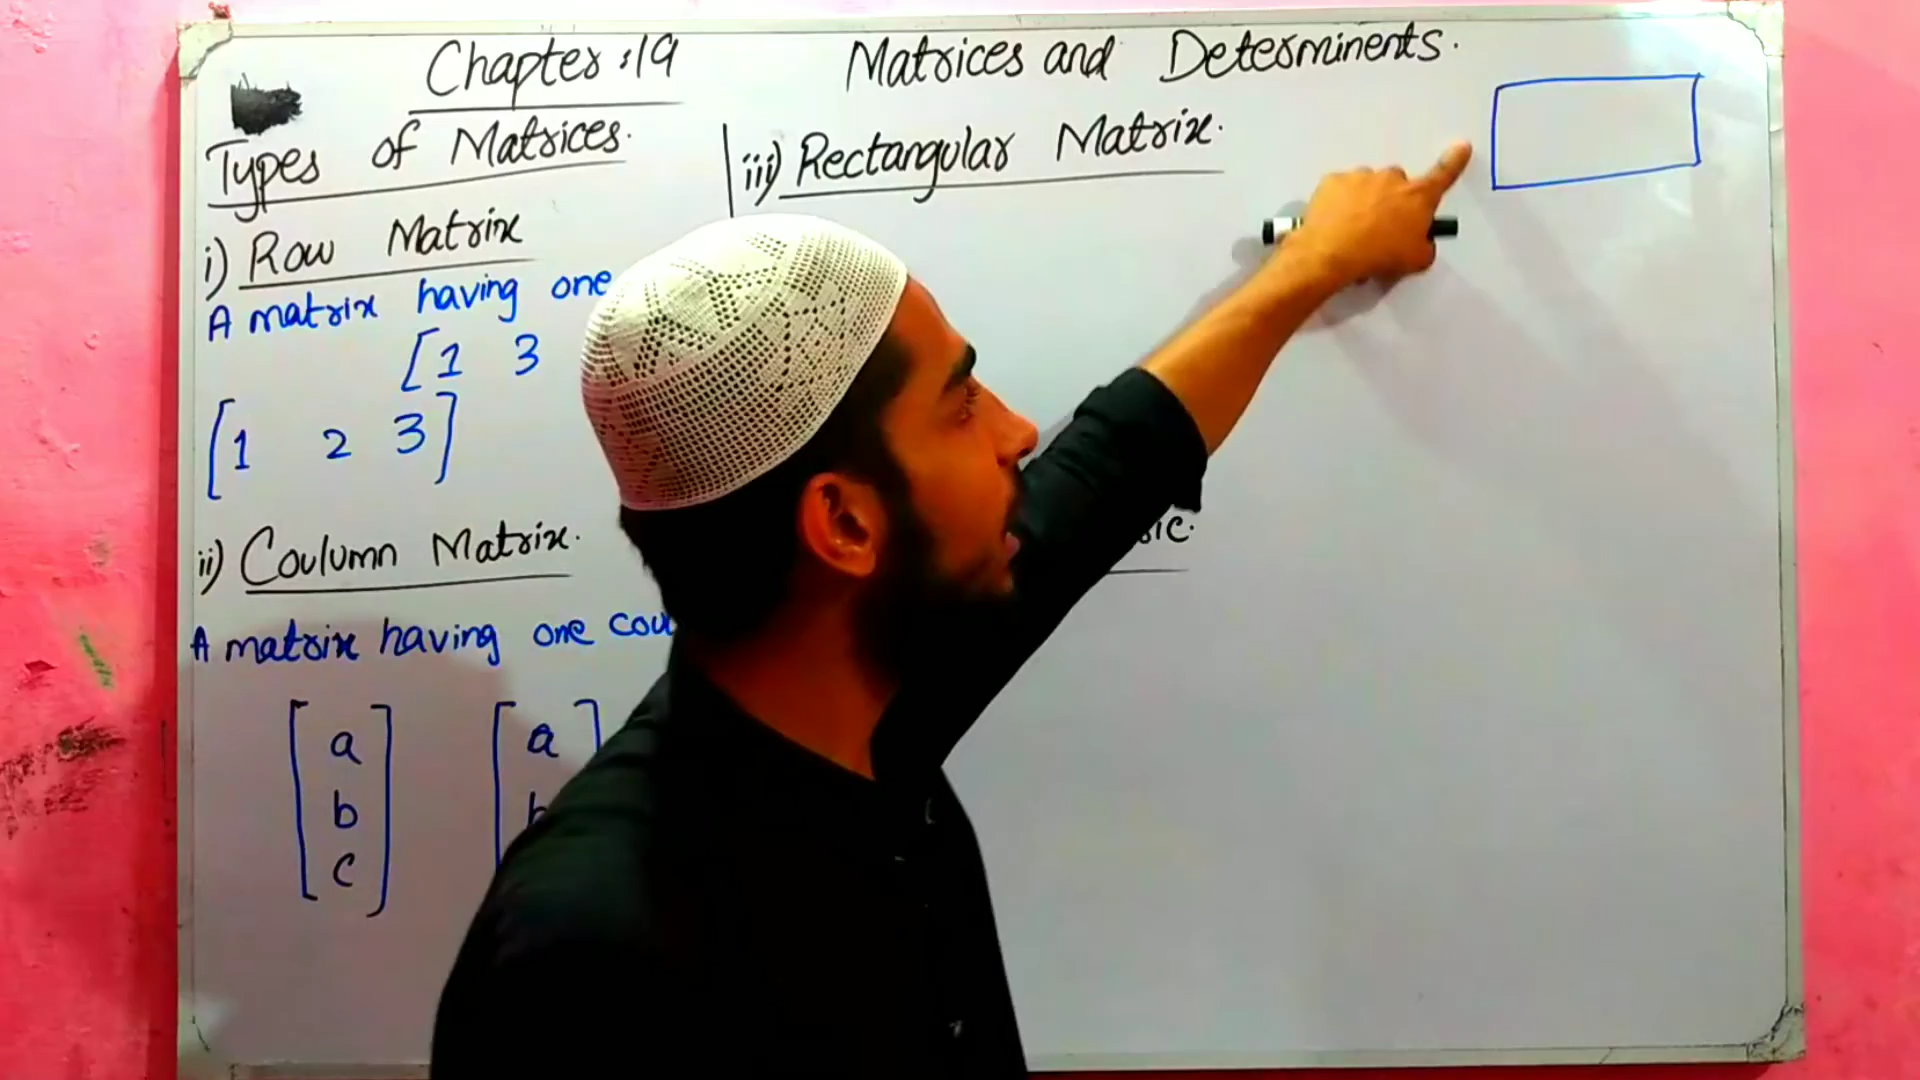 Chapter :19 Matrices and Determinents.
Types of Matrices.
i) Row Matrix
A matrix having one
[1 3
[1 2 3]
ii) Coulumn Matrix.
A matrix having one cou
[a
b
c]
[a]
b
iii) Rectangular Matrix.